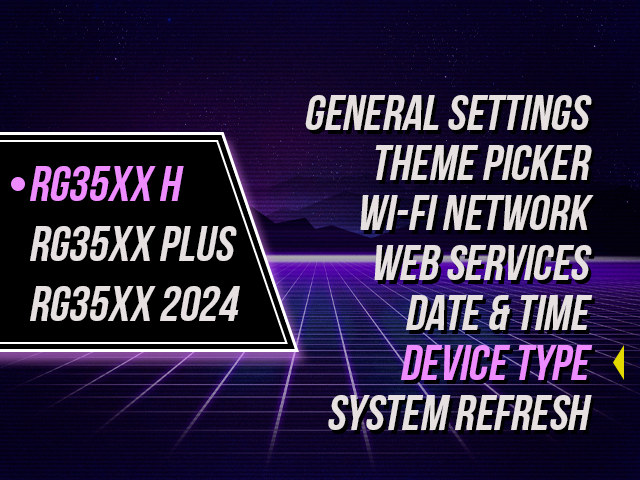 RG35XX H
RG35XX PLUS
RG35XX 2024
GENERAL SETTINGS
THEME PICKER
WI-FI NETWORK
WEB SERVICES
DATE & TIME
DEVICE TYPE
SYSTEM REFRESH